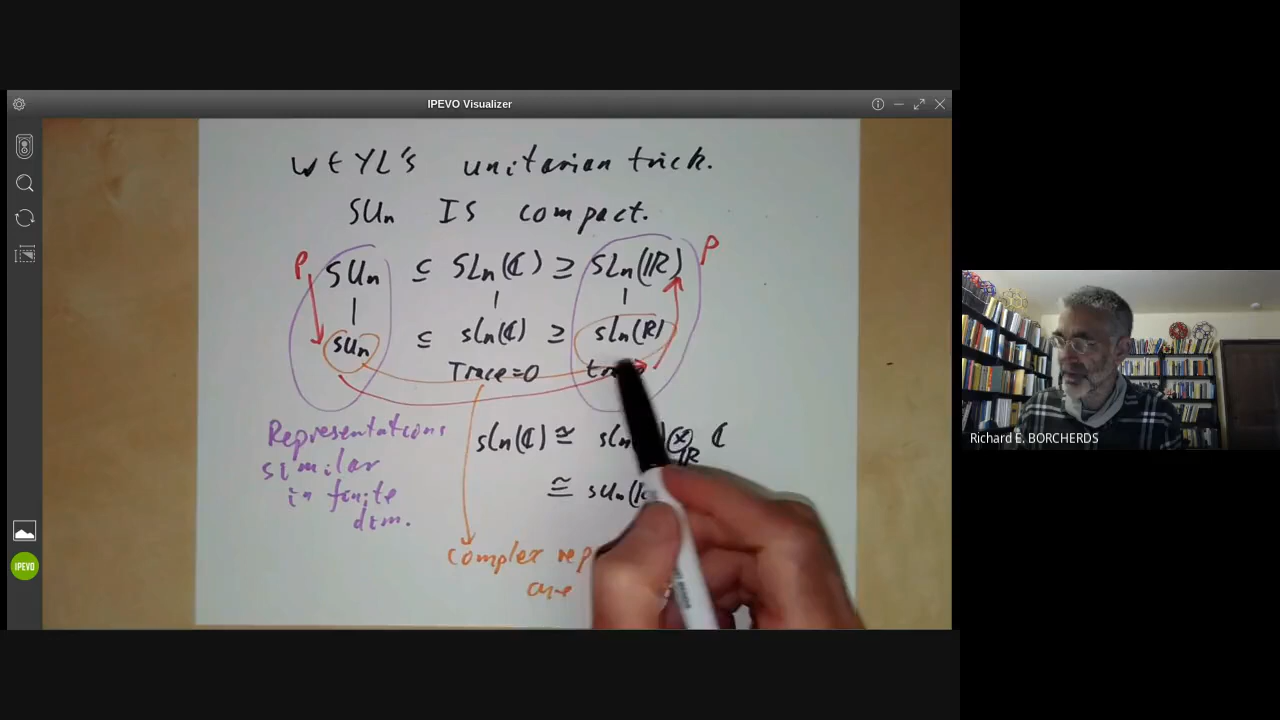 IPEVO Visualizer
WEYL'S unitarian trick.
SUn IS compact.
P SUn ⊆ SLn(ℂ) ≥ SLn(ℝ) P
sun ⊆ sln(ℂ) ≥ sln(R)
Trace=0
Representations
similar
in finite
dim.
sln(ℂ) ≅ sln ⊗ ℂ
ℝ
≅ sun(
complex rep
are
IPEVO
Richard E. BORCHERDS